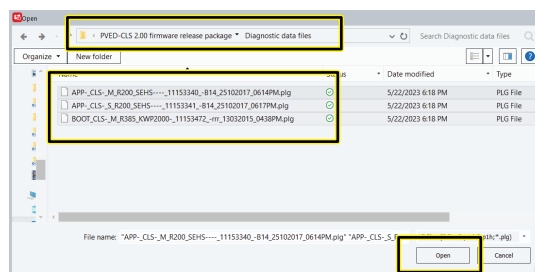 Open
PVED-CLS 2.00 firmware release package Diagnostic data files
Search Diagnostic data files
Organize New folder
Name Status Date modified Type
APP-_CLS-_M_R200_SEHS----_11153340_-B14_25102017_0614PM.plg 5/22/2023 6:18 PM PLG File
APP-_CLS-_S_R200_SEHS----_11153341_-B14_25102017_0617PM.plg 5/22/2023 6:18 PM PLG File
BOOT_CLS-_M_R385_KWP2000-_11153472_-rrr_13032015_0438PM.plg 5/22/2023 6:18 PM PLG File
File name: "APP-_CLS-_M_R200_SEHS----_11153340_-B14_25102017_0614PM.plg" "APP-_CLS-_S_R
Open Cancel